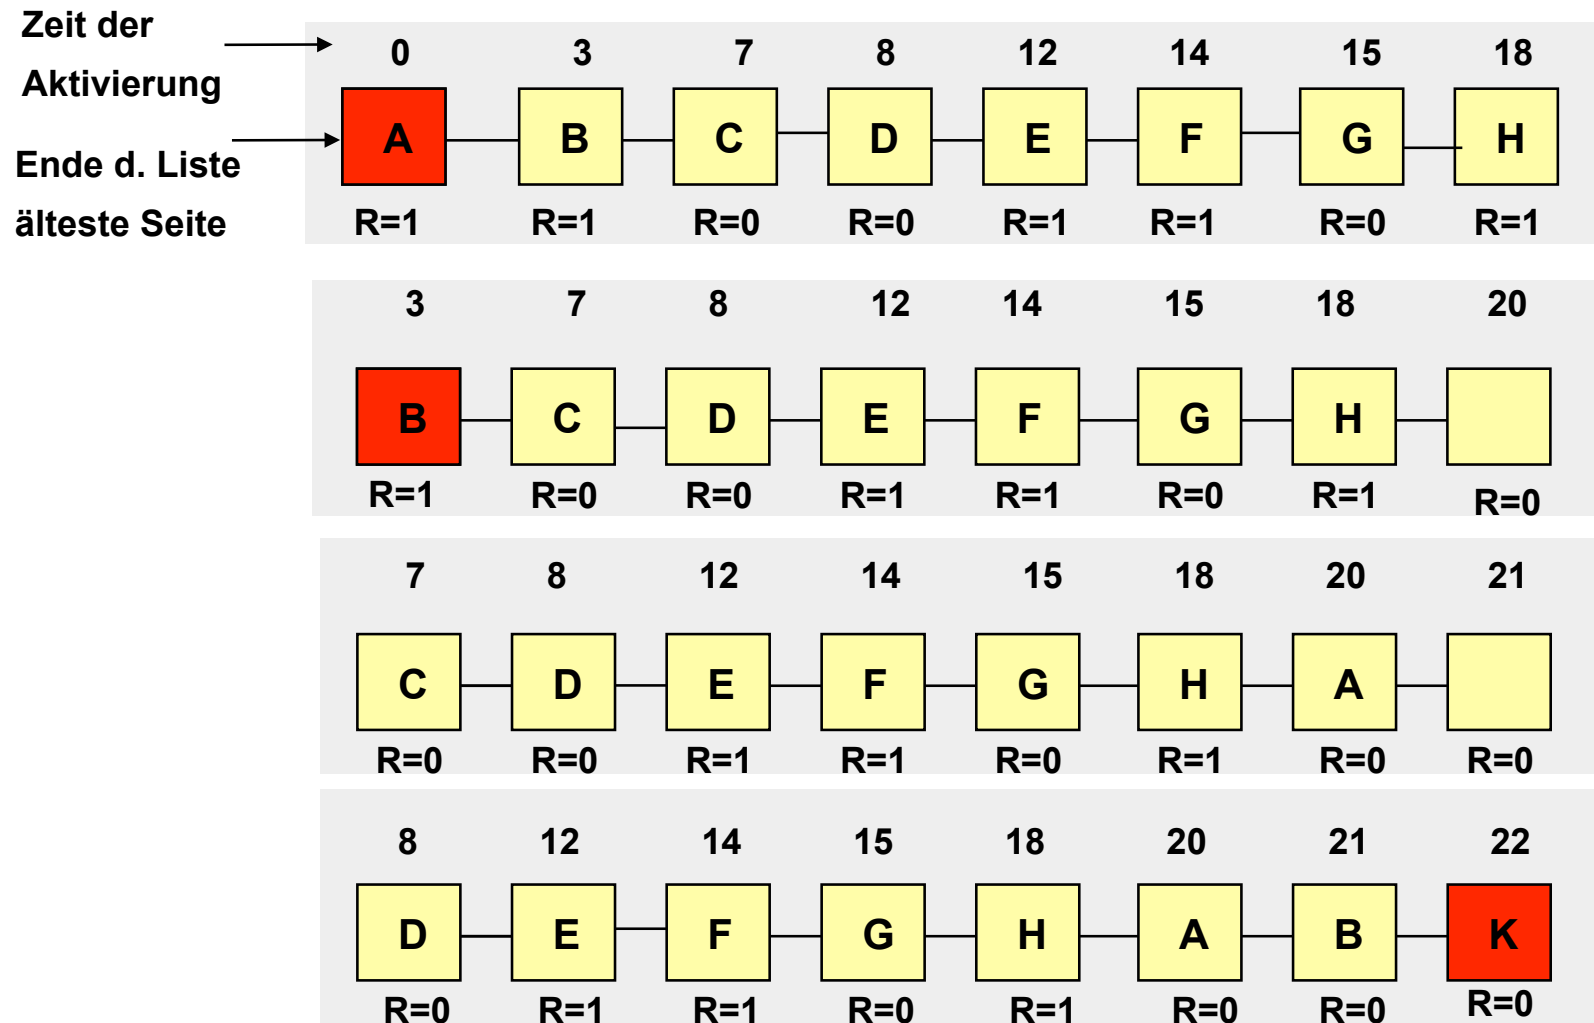 Zeit der
Aktivierung
Ende d. Liste
älteste Seite
0 3 7 8 12 14 15 18
A B C D E F G H
R=1 R=1 R=0 R=0 R=1 R=1 R=0 R=1
3 7 8 12 14 15 18 20
B C D E F G H
R=1 R=0 R=0 R=1 R=1 R=0 R=1 R=0
7 8 12 14 15 18 20 21
C D E F G H A
R=0 R=0 R=1 R=1 R=0 R=1 R=0 R=0
8 12 14 15 18 20 21 22
D E F G H A B K
R=0 R=1 R=1 R=0 R=1 R=0 R=0 R=0